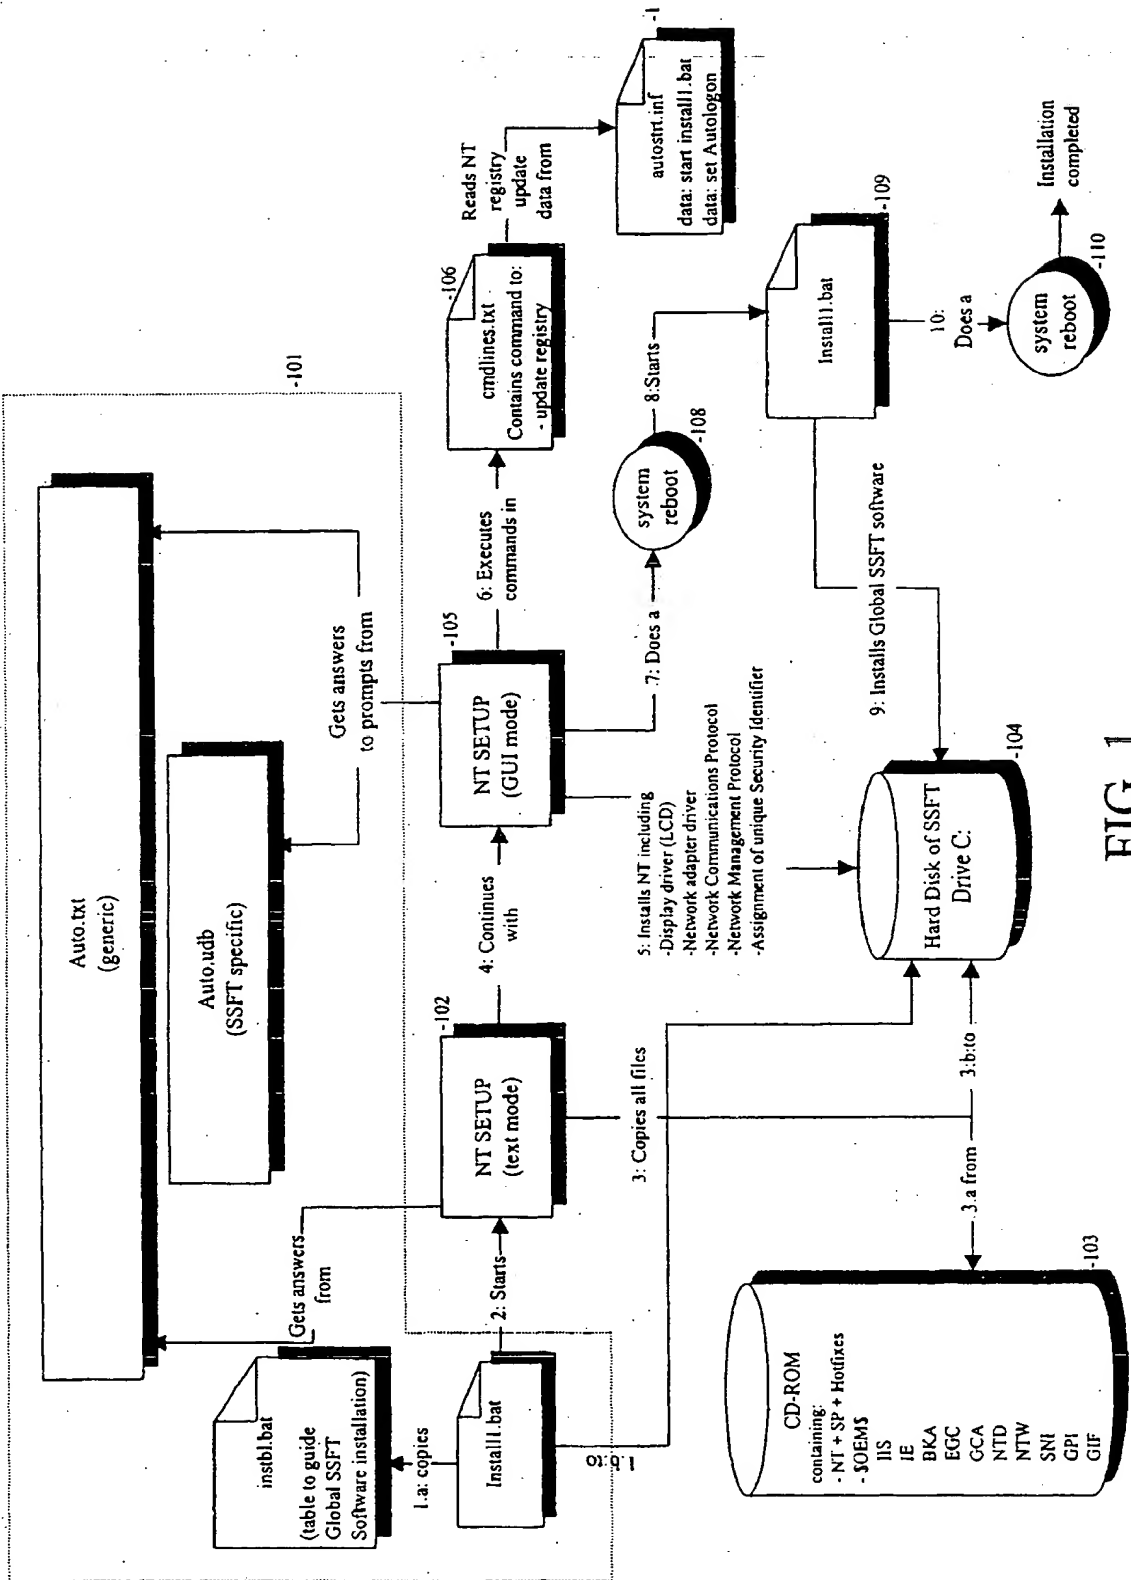 Auto.txt
(generic)
Auto.udb
(SSFT specific)
-101
Gets answers
from
Gets answers
to prompts from
instbl.bat
(table to guide
Global SSFT
Software installation)
1.a: copies
Install1.bat
2: Starts
NT SETUP
(text mode)
-102
4: Continues
with
NT SETUP
(GUI mode)
-105
6: Executes
commands in
cmdlines.txt
Contains command to:
- update registry
-106
Reads NT
registry
update
data from
autostrt.inf
data: start install1.bat
data: set Autologon
-1
1.b:to
3: Copies all files
3.a from
3:b:to
5: Installs NT including
-Display driver (LCD)
-Network adapter driver
-Network Communications Protocol
-Network Management Protocol
-Assignment of unique Security Identifier
7: Does a
system
reboot
-108
8:Starts
Install1.bat
-109
9: Installs Global SSFT software
10:
Does a
system
reboot
-110
Installation
completed
CD-ROM
containing:
- NT + SP + Hotfixes
- SOEMS
IIS
IE
BKA
EGC
GCA
NTD
NTW
SNI
GPI
GIF
-103
Hard Disk of SSFT
Drive C:
-104
FIG. 1